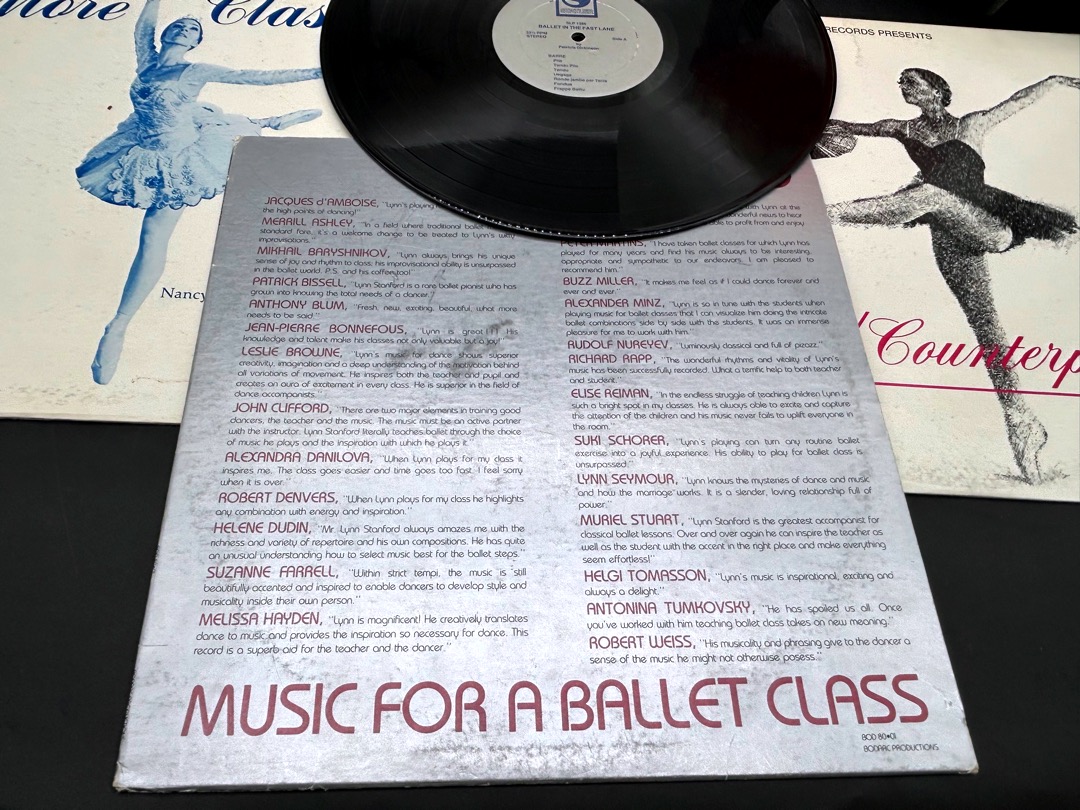 More Clas
Nancy
SLP 1286
BALLET IN THE FAST LANE
33⅓ RPM
STEREO
Side A
by
BARRE
Plie
Fondue
RECORDS PRESENTS
Counterp
JACQUES d'AMBOISE, "Lynn's playing
the high points of dancing!"
MERRILL ASHLEY, "In a field where traditional
standard fare, it's a welcome change to be treated to Lynn's witty
improvisations."
MIKHAIL BARYSHNIKOV, "Lynn always brings his unique
sense of joy and rhythm to class; his improvisational ability is unsurpassed
in the ballet world. P.S. and his coffee, too!"
PATRICK BISSELL, "Lynn Stanford is a rare ballet pianist who has
grown into knowing the total needs of a dancer."
ANTHONY BLUM, "Fresh, new, exciting, beautiful, what more
needs to be said."
JEAN-PIERRE BONNEFOUS, "Lynn is great!!! His
knowledge and talent make his classes not only valuable but a joy!"
LESLIE BROWNE, "Lynn's music for dance shows superior
creativity, imagination and a deep understanding of the motivation behind
all variations of movement. He inspires both the teacher and pupil and
creates an aura of excitement in every class. He is superior in the field of
dance accompanists."
JOHN CLIFFORD, "There are two major elements in training good
dancers, the teacher and the music. The music must be an active partner
with the instructor. Lynn Stanford literally teaches ballet through the choice
of music he plays and the inspiration with which he plays it."
ALEXANDRA DANILOVA, "When Lynn plays for my class it
inspires me. The class goes easier and time goes too fast. I feel sorry
when it is over."
ROBERT DENVERS, "When Lynn plays for my class he highlights
any combination with energy and inspiration."
HELENE DUDIN, "Mr. Lynn Stanford always amazes me with the
richness and variety of repertoire and his own compositions. He has quite
an unusual understanding how to select music best for the ballet steps."
SUZANNE FARRELL, "Within strict tempi, the music is still
beautifully accented and inspired to enable dancers to develop style and
musicality inside their own person."
MELISSA HAYDEN, "Lynn is magnificent! He creatively translates
dance to music and provides the inspiration so necessary for dance. This
record is a superb aid for the teacher and the dancer."
with Lynn at the
wonderful news to hear
able to profit from and enjoy
PETER MARTINS, "I have taken ballet classes for which Lynn has
played for many years and find his music always to be interesting,
appropriate and sympathetic to our endeavors. I am pleased to
recommend him."
BUZZ MILLER, "It makes me feel as if I could dance forever and
ever and ever."
ALEXANDER MINZ, "Lynn is so in tune with the students when
playing music for ballet classes that I can visualize him doing the intricate
ballet combinations side by side with the students. It was an immense
pleasure for me to work with him."
RUDOLF NUREYEV, "Luminously classical and full of pizazz."
RICHARD RAPP, "The wonderful rhythms and vitality of Lynn's
music has been successfully recorded. What a terrific help to both teacher
and student."
ELISE REIMAN, "In the endless struggle of teaching children Lynn is
such a bright spot in my classes. He is always able to excite and capture
the attention of the children and his music never fails to uplift everyone in
the room."
SUKI SCHORER, "Lynn's playing can turn any routine ballet
exercise into a joyful experience. His ability to play for ballet class is
unsurpassed."
LYNN SEYMOUR, "Lynn knows the mysteries of dance and music
and how the marriage works. It is a slender, loving relationship full of
power."
MURIEL STUART, "Lynn Stanford is the greatest accompanist for
classical ballet lessons. Over and over again he can inspire the teacher as
well as the student with the accent in the right place and make everything
seem effortless!"
HELGI TOMASSON, "Lynn's music is inspirational, exciting and
always a delight."
ANTONINA TUMKOVSKY, "He has spoiled us all. Once
you've worked with him teaching ballet class takes on new meaning."
ROBERT WEISS, "His musicality and phrasing give to the dancer a
sense of the music he might not otherwise posess."
MUSIC FOR A BALLET CLASS
BOD 80•01
BODARC PRODUCTIONS